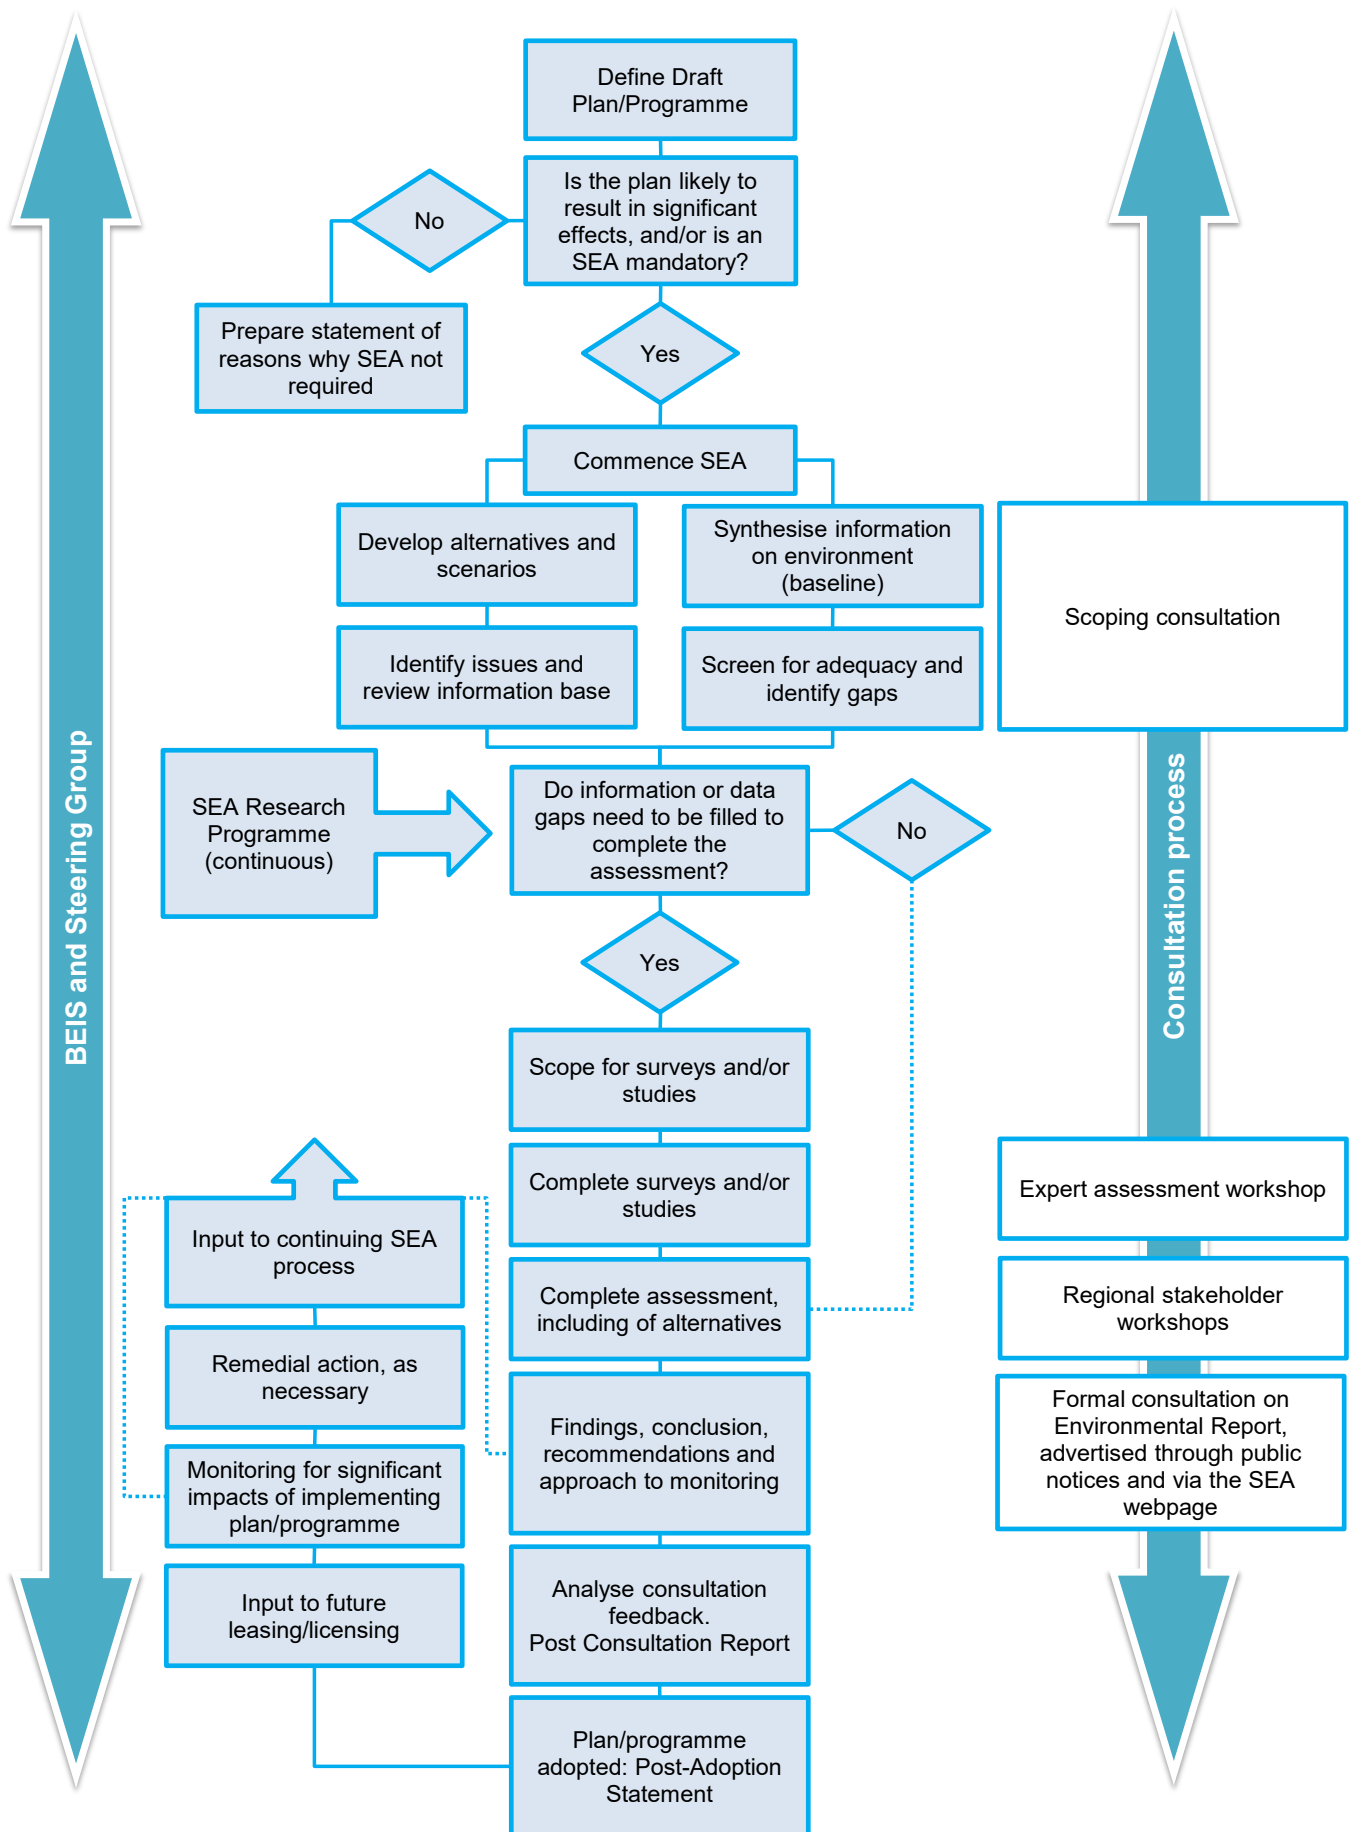 Define Draft
Plan/Programme
Is the plan likely to
result in significant
effects, and/or is an
SEA mandatory?
No
Prepare statement of
reasons why SEA not
required
Yes
Commence SEA
Develop alternatives and
scenarios
Synthesise information
on environment
(baseline)
Identify issues and
review information base
Screen for adequacy and
identify gaps
Scoping consultation
SEA Research
Programme
(continuous)
Do information or data
gaps need to be filled to
complete the
assessment?
No
Yes
BEIS and Steering Group
Consultation process
Scope for surveys and/or
studies
Complete surveys and/or
studies
Expert assessment workshop
Input to continuing SEA
process
Complete assessment,
including of alternatives
Regional stakeholder
workshops
Remedial action, as
necessary
Findings, conclusion,
recommendations and
approach to monitoring
Formal consultation on
Environmental Report,
advertised through public
notices and via the SEA
webpage
Monitoring for significant
impacts of implementing
plan/programme
Input to future
leasing/licensing
Analyse consultation
feedback.
Post Consultation Report
Plan/programme
adopted: Post-Adoption
Statement